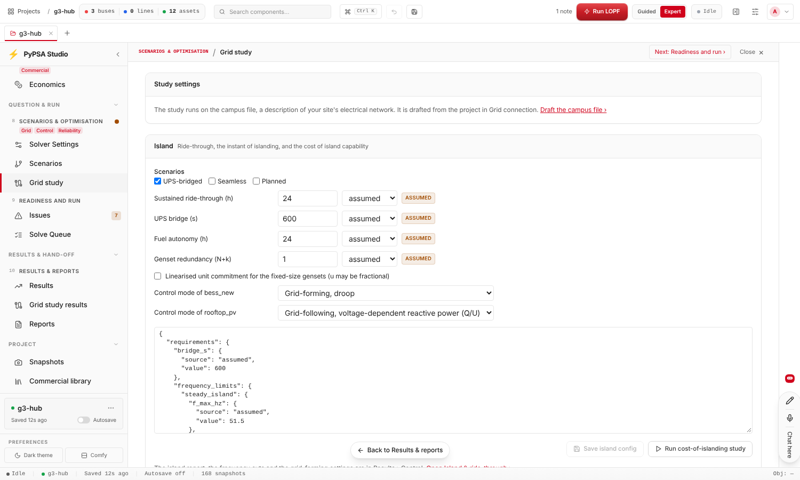 Projects / g3-hub
3 buses 0 lines 12 assets
Search components...
Ctrl K
1 note
Run LOPF
Guided Expert
Idle
A
g3-hub
PyPSA Studio
Commercial
Economics
QUESTION & RUN
SCENARIOS & OPTIMISATION
Grid Control Reliability
Solver Settings
Scenarios
Grid study
READINESS AND RUN
Issues 7
Solve Queue
RESULTS & HAND-OFF
10 RESULTS & REPORTS
Results
Grid study results
Reports
PROJECT
Snapshots
Commercial library
g3-hub
Saved 12s ago Autosave
PREFERENCES
Dark theme Comfy
SCENARIOS & OPTIMISATION / Grid study
Next: Readiness and run ›
Close ×
Study settings
The study runs on the campus file, a description of your site's electrical network. It is drafted from the project in Grid connection. Draft the campus file ›
Island Ride-through, the instant of islanding, and the cost of island capability
Scenarios
UPS-bridged Seamless Planned
Sustained ride-through (h) 24 assumed ASSUMED
UPS bridge (s) 600 assumed ASSUMED
Fuel autonomy (h) 24 assumed ASSUMED
Genset redundancy (N+k) 1 assumed ASSUMED
Linearised unit commitment for the fixed-size gensets (u may be fractional)
Control mode of bess_new Grid-forming, droop
Control mode of rooftop_pv Grid-following, voltage-dependent reactive power (Q/U)
{
"requirements": {
"bridge_s": {
"source": "assumed",
"value": 600
},
"frequency_limits": {
"steady_island": {
"f_max_hz": {
"source": "assumed",
"value": 51.5
},
← Back to Results & reports
Save island config
Run cost-of-islanding study
Chat here
Idle g3-hub Saved 12s ago Autosave off 168 snapshots
Obj: —